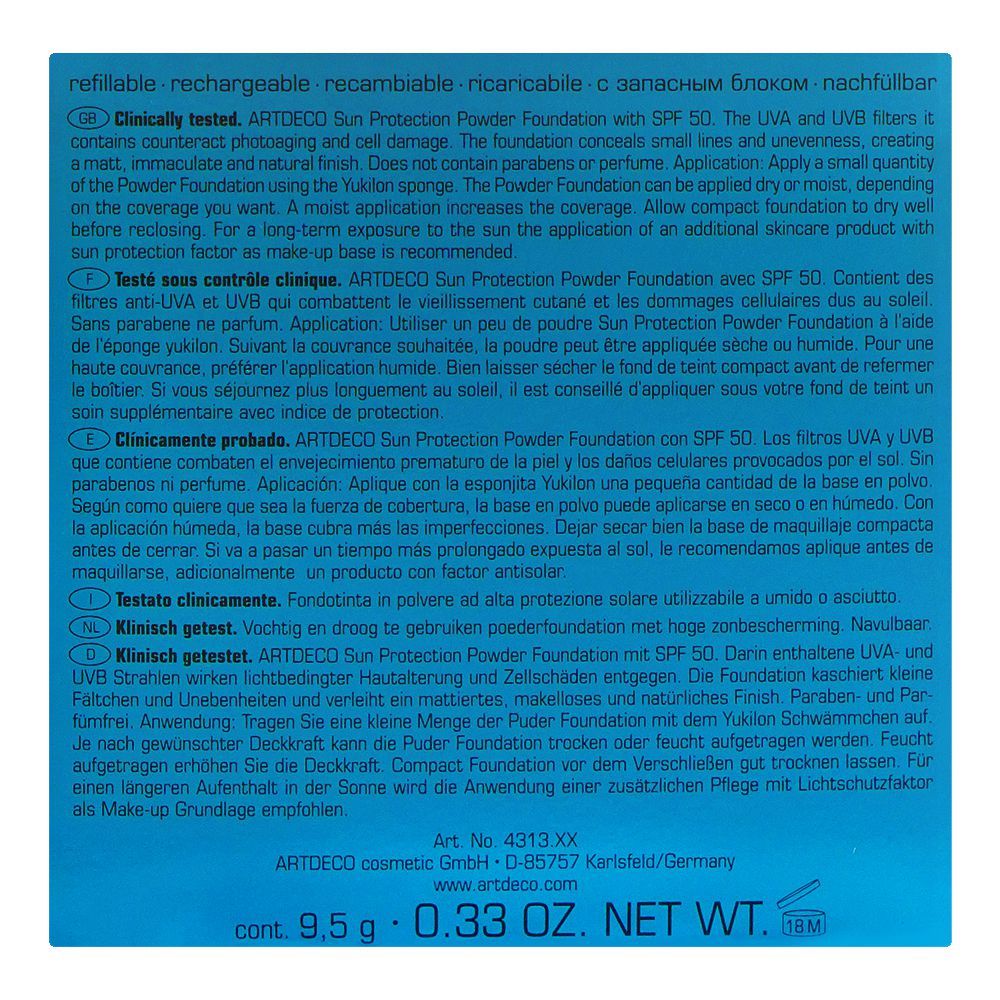 refillable · rechargeable · recambiable · ricaricabile · с запасным блоком · nachfüllbar
GB Clinically tested. ARTDECO Sun Protection Powder Foundation with SPF 50. The UVA and UVB filters it
contains counteract photoaging and cell damage. The foundation conceals small lines and unevenness, creating
a matt, immaculate and natural finish. Does not contain parabens or perfume. Application: Apply a small quantity
of the Powder Foundation using the Yukilon sponge. The Powder Foundation can be applied dry or moist, depending
on the coverage you want. A moist application increases the coverage. Allow compact foundation to dry well
before reclosing. For a long-term exposure to the sun the application of an additional skincare product with
sun protection factor as make-up base is recommended.
F Testé sous contrôle clinique. ARTDECO Sun Protection Powder Foundation avec SPF 50. Contient des
filtres anti-UVA et UVB qui combattent le vieillissement cutané et les dommages cellulaires dus au soleil.
Sans parabene ne parfum. Application: Utiliser un peu de poudre Sun Protection Powder Foundation à l'aide
de l'éponge yukilon. Suivant la couvrance souhaitée, la poudre peut être appliquée sèche ou humide. Pour une
haute couvrance, préférer l'application humide. Bien laisser sécher le fond de teint compact avant de refermer
le boîtier. Si vous séjournez plus longuement au soleil, il est conseillé d'appliquer sous votre fond de teint un
soin supplémentaire avec indice de protection.
E Clínicamente probado. ARTDECO Sun Protection Powder Foundation con SPF 50. Los filtros UVA y UVB
que contiene combaten el envejecimiento prematuro de la piel y los daños celulares provocados por el sol. Sin
parabenos ni perfume. Aplicación: Aplique con la esponjita Yukilon una pequeña cantidad de la base en polvo.
Según como quiere que sea la fuerza de cobertura, la base en polvo puede aplicarse en seco o en húmedo. Con
la aplicación húmeda, la base cubra más las imperfecciones. Dejar secar bien la base de maquillaje compacta
antes de cerrar. Si va a pasar un tiempo más prolongado expuesta al sol, le recomendamos aplique antes de
maquillarse, adicionalmente un producto con factor antisolar.
I Testato clinicamente. Fondotinta in polvere ad alta protezione solare utilizzabile a umido o asciutto.
NL Klinisch getest. Vochtig en droog te gebruiken poederfoundation met hoge zonbescherming. Navulbaar.
D Klinisch getestet. ARTDECO Sun Protection Powder Foundation mit SPF 50. Darin enthaltene UVA- und
UVB Strahlen wirken lichtbedingter Hautalterung und Zellschäden entgegen. Die Foundation kaschiert kleine
Fältchen und Unebenheiten und verleiht ein mattiertes, makelloses und natürliches Finish. Paraben- und Par-
fümfrei. Anwendung: Tragen Sie eine kleine Menge der Puder Foundation mit dem Yukilon Schwämmchen auf.
Je nach gewünschter Deckkraft kann die Puder Foundation trocken oder feucht aufgetragen werden. Feucht
aufgetragen erhöhen Sie die Deckkraft. Compact Foundation vor dem Verschließen gut trocknen lassen. Für
einen längeren Aufenthalt in der Sonne wird die Anwendung einer zusätzlichen Pflege mit Lichtschutzfaktor
als Make-up Grundlage empfohlen.
Art. No. 4313.XX
ARTDECO cosmetic GmbH · D-85757 Karlsfeld/Germany
www.artdeco.com
cont. 9,5 g · 0.33 OZ. NET WT. 18M